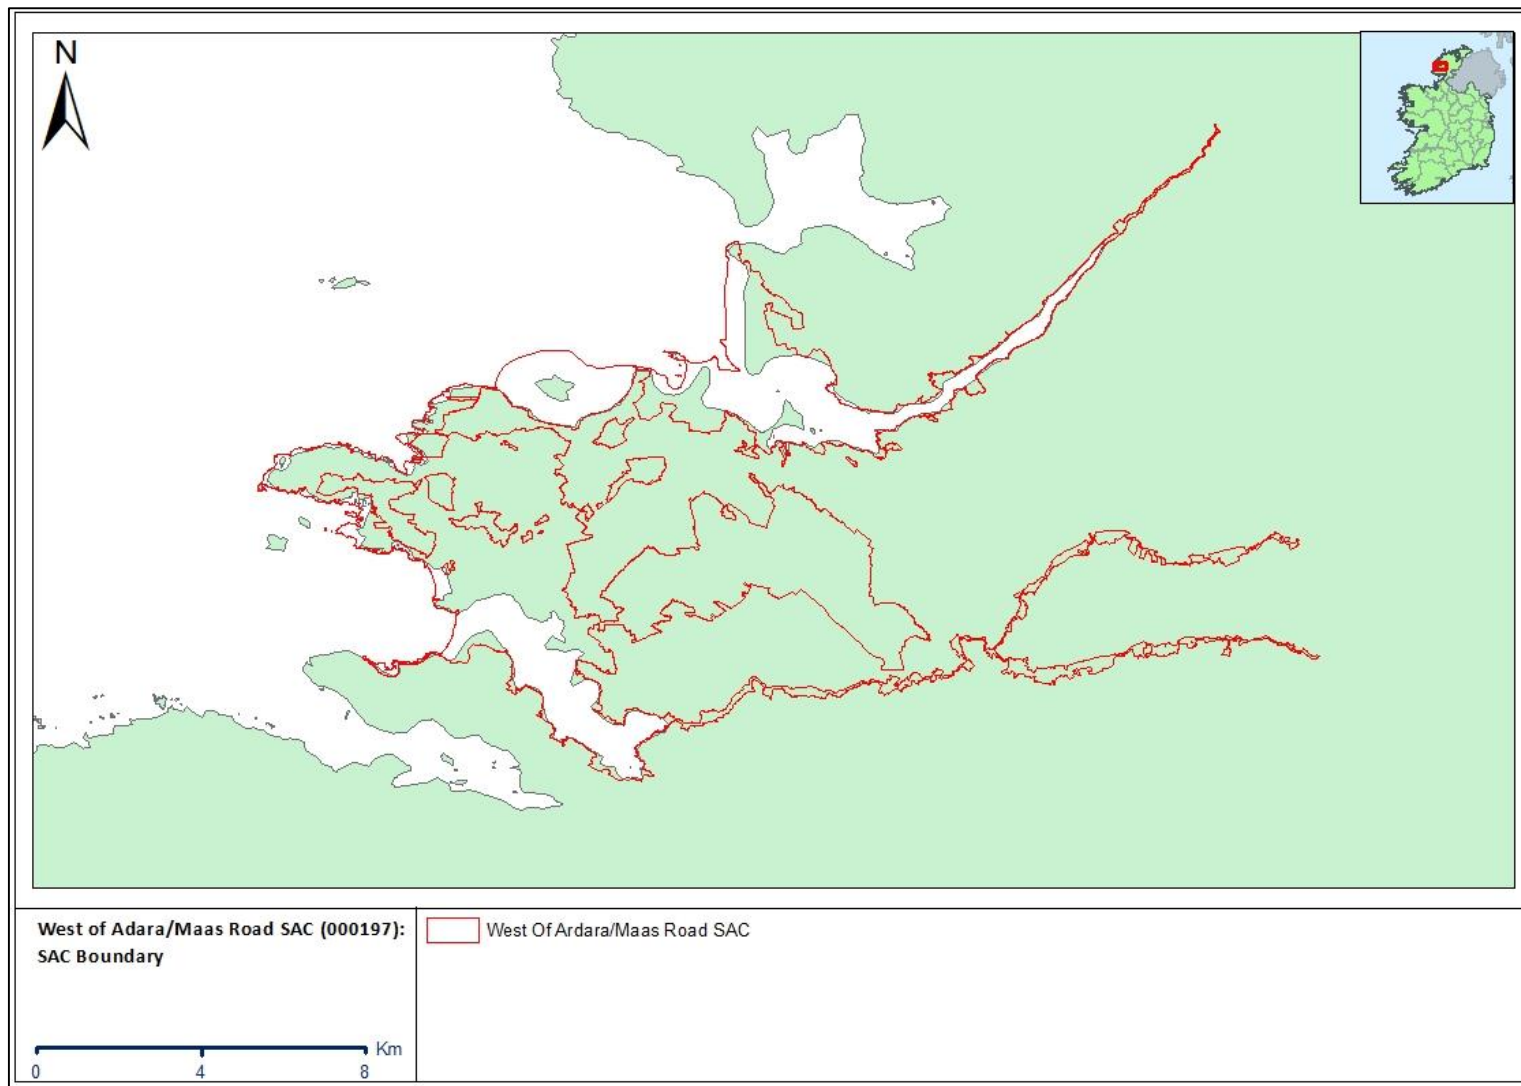 N
West of Adara/Maas Road SAC (000197):
SAC Boundary
West Of Ardara/Maas Road SAC
Km
0 4 8